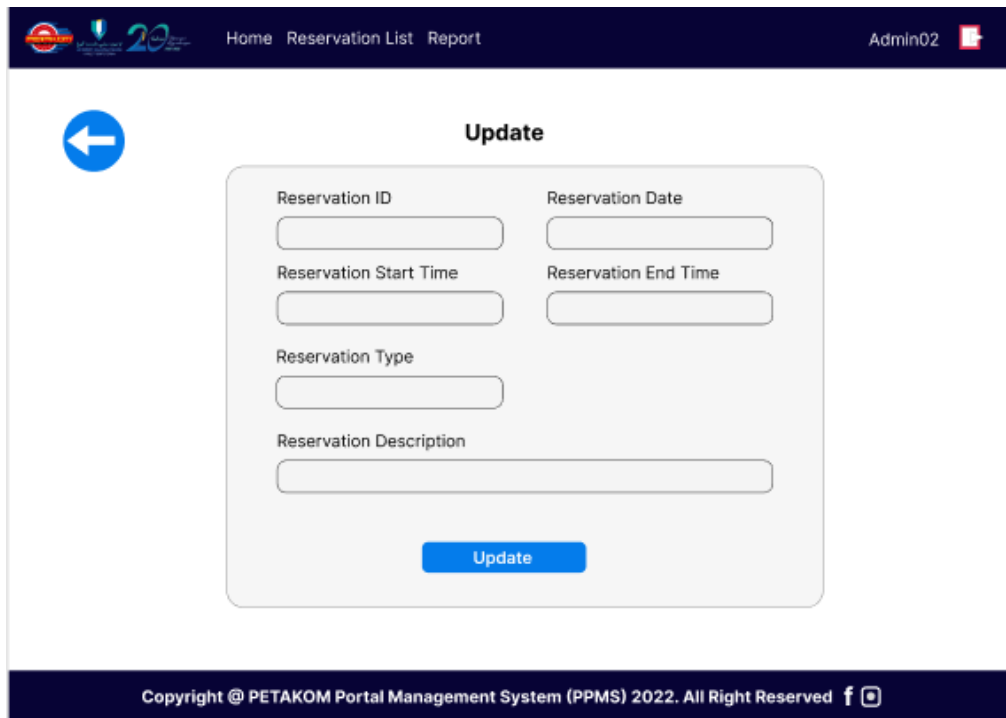 Home Reservation List Report Admin02
Update
Reservation ID Reservation Date
Reservation Start Time Reservation End Time
Reservation Type
Reservation Description
Update
Copyright @ PETAKOM Portal Management System (PPMS) 2022. All Right Reserved